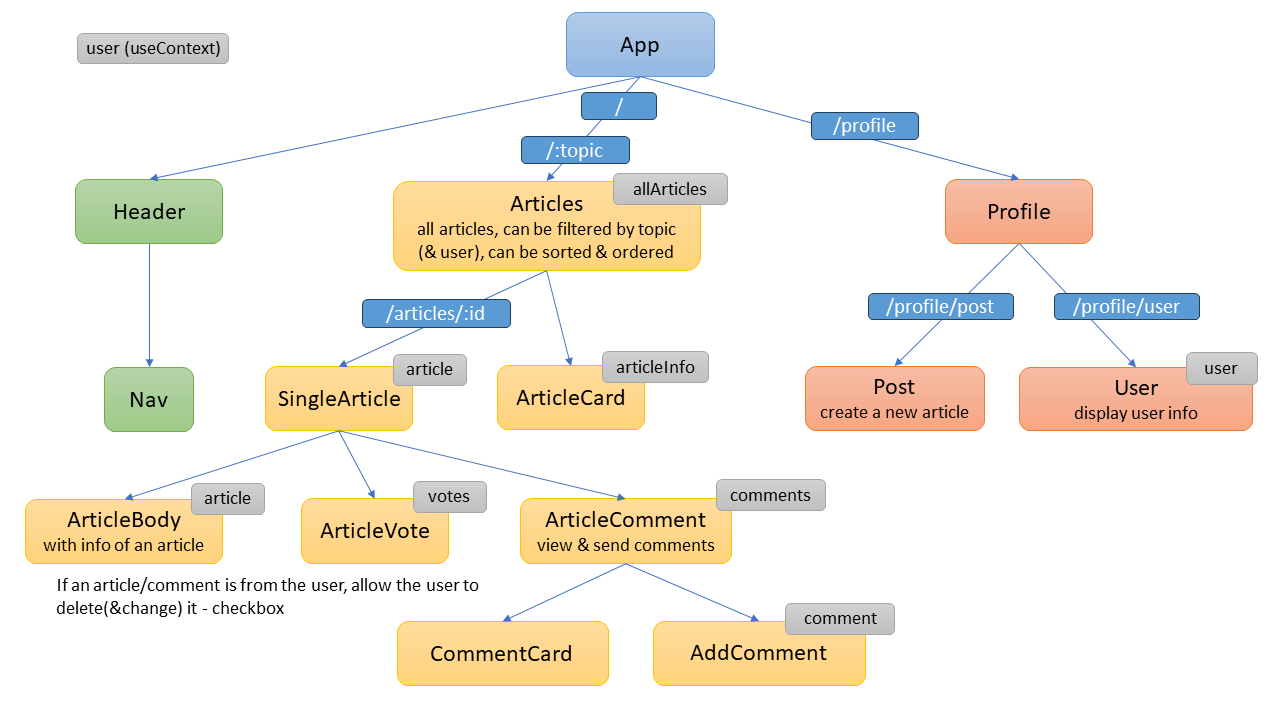 App
user (useContext)
/
/profile
/:topic
allArticles
Header
Articles
all articles, can be filtered by topic
(& user), can be sorted & ordered
Profile
/articles/:id
/profile/post
/profile/user
article
articleInfo
user
Nav
SingleArticle
ArticleCard
Post
create a new article
User
display user info
article
votes
comments
ArticleBody
with info of an article
ArticleVote
ArticleComment
view & send comments
If an article/comment is from the user, allow the user to
delete(&change) it - checkbox
comment
CommentCard
AddComment